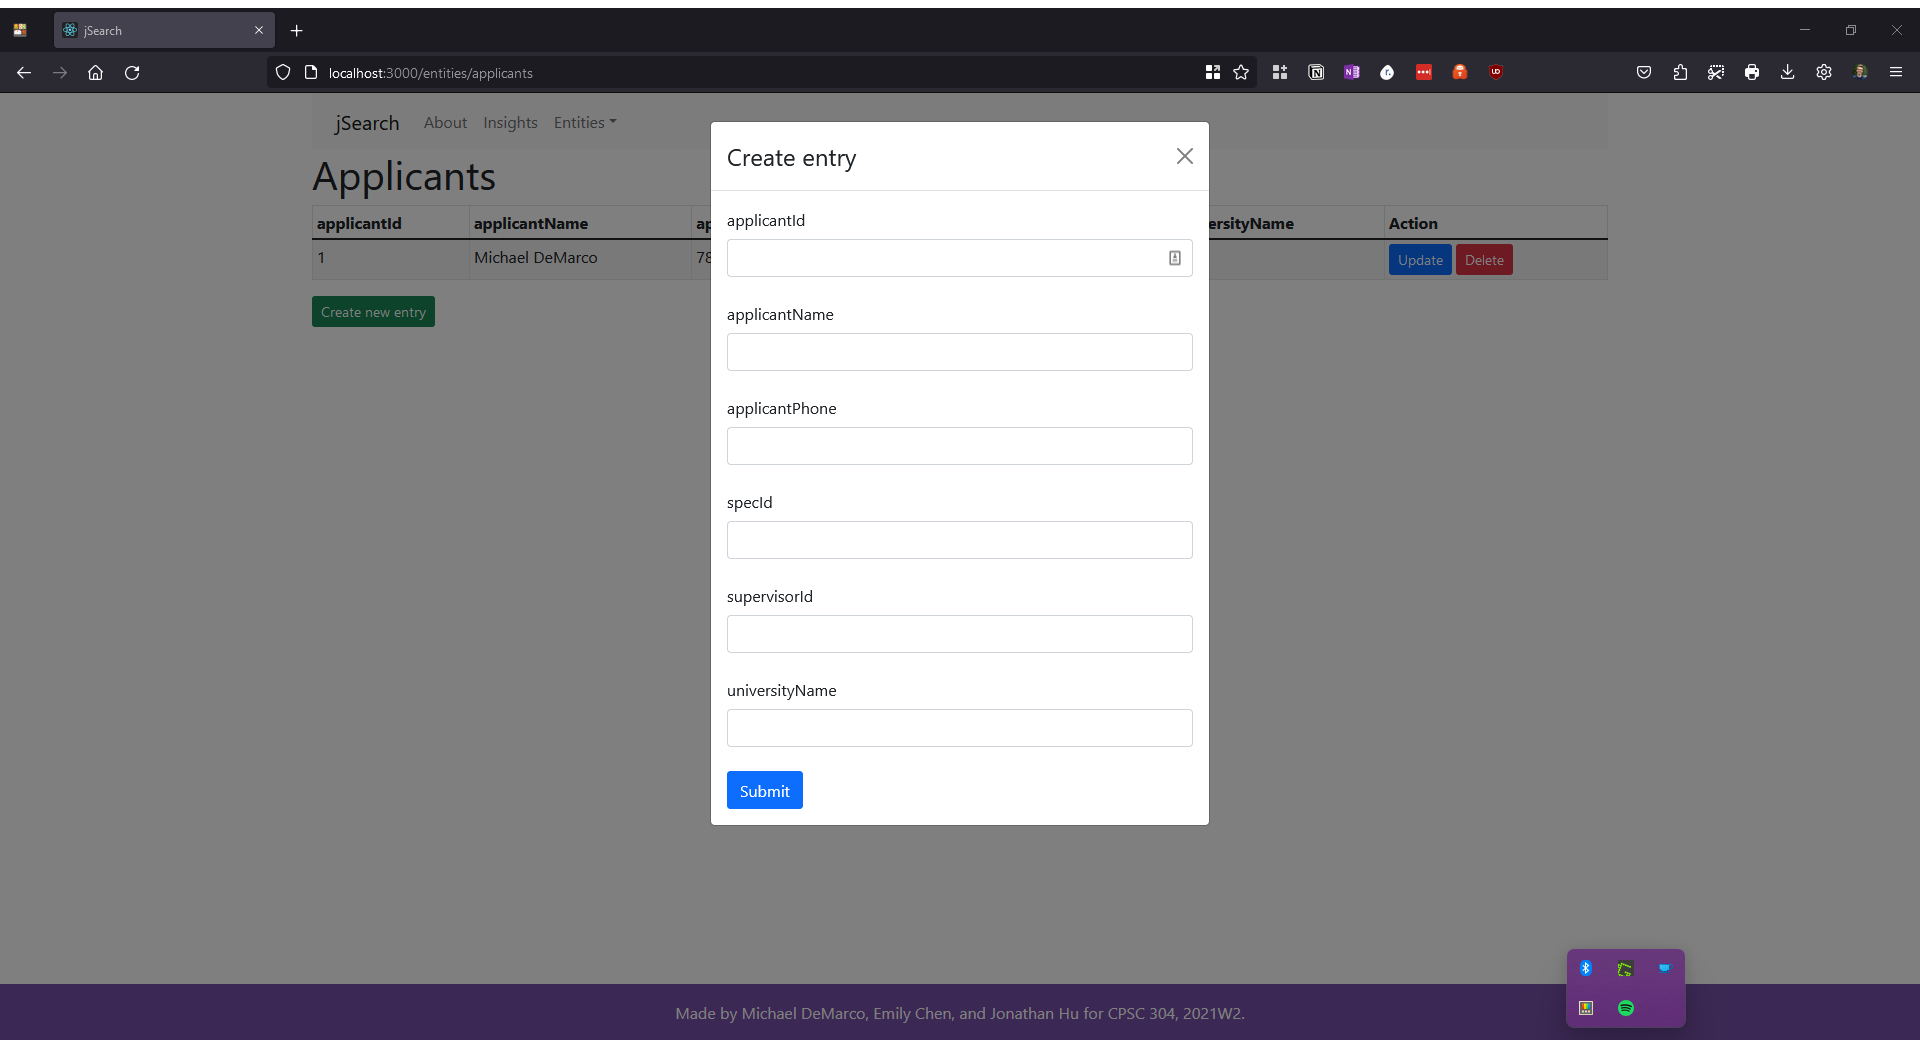 jSearch
localhost:3000/entities/applicants
jSearch About Insights Entities
Applicants
applicantId applicantName ap ersityName Action
1 Michael DeMarco 78 Update Delete
Create new entry
Create entry
applicantId
applicantName
applicantPhone
specId
supervisorId
universityName
Submit
Made by Michael DeMarco, Emily Chen, and Jonathan Hu for CPSC 304, 2021W2.